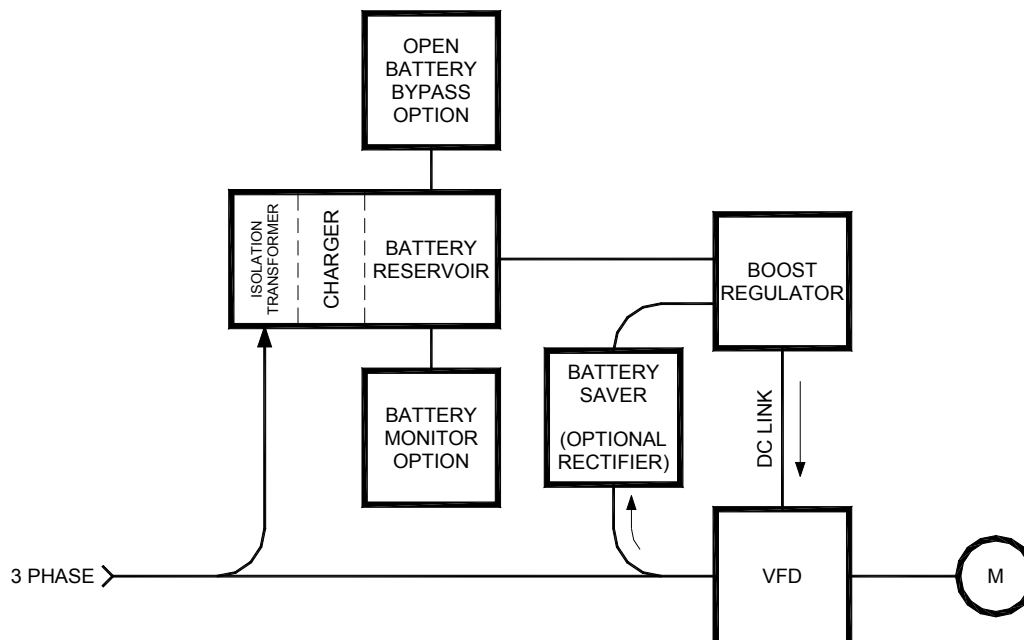 OPEN
BATTERY
BYPASS
OPTION
ISOLATION
TRANSFORMER
CHARGER
BATTERY
RESERVOIR
BOOST
REGULATOR
BATTERY
SAVER
(OPTIONAL
RECTIFIER)
BATTERY
MONITOR
OPTION
DC LINK
3 PHASE
VFD
M